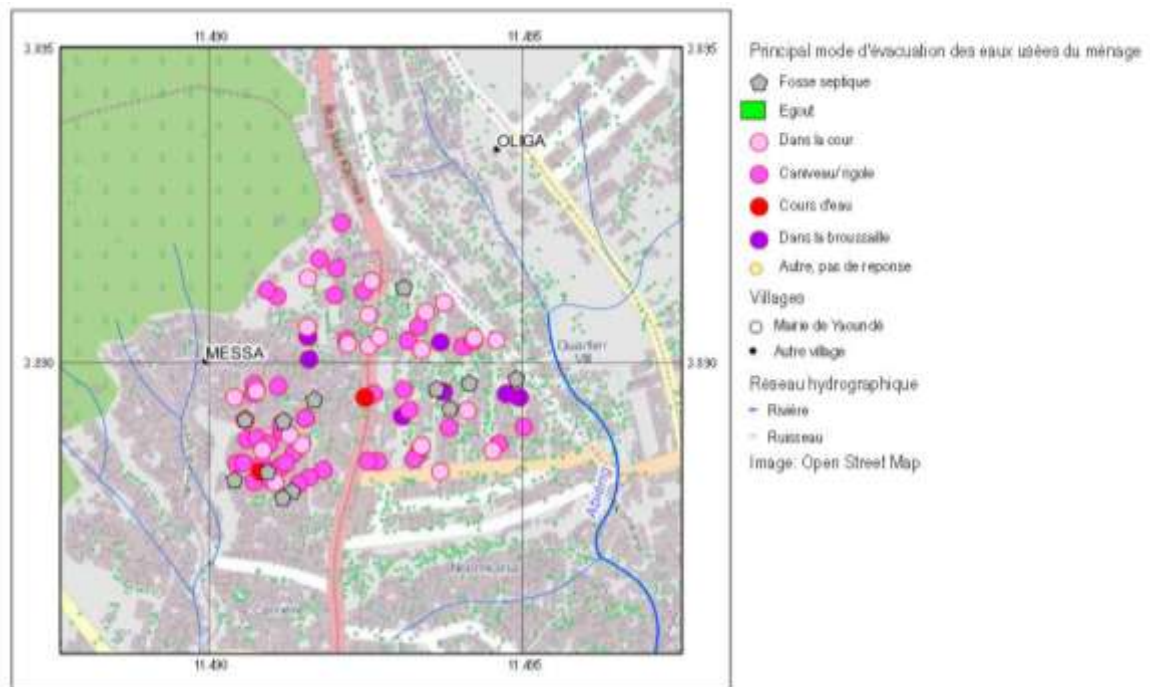 11.490 11.495
3.895 3.895
OLIGA
MESSA
Quartier
3.890 3.890
Abiérgui
11.490 11.495
Principal mode d'évacuation des eaux usées du ménage
Fosse septique
Egout
Dans la cour
Caniveau/rigole
Cours d'eau
Dans la broussaille
Autre, pas de reponse
Villages
Mairie de Yaoundé
Autre village
Réseau hydrographique
Rivière
Ruisseau
Image: Open Street Map